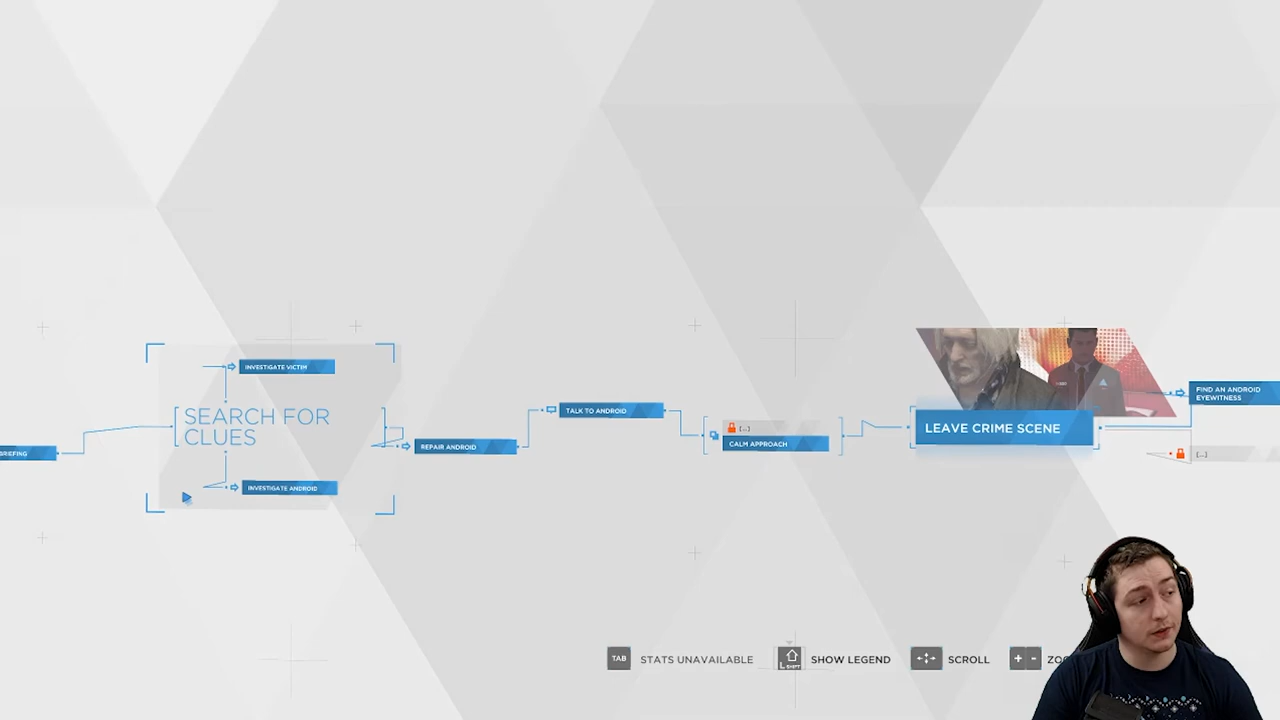 INVESTIGATE VICTIM
SEARCH FOR
CLUES
INVESTIGATE ANDROID
BRIEFING
REPAIR ANDROID
TALK TO ANDROID
[...]
CALM APPROACH
LEAVE CRIME SCENE
FIND AN ANDROID
EYEWITNESS
[...]
TAB STATS UNAVAILABLE
L SHIFT SHOW LEGEND
SCROLL
+ -